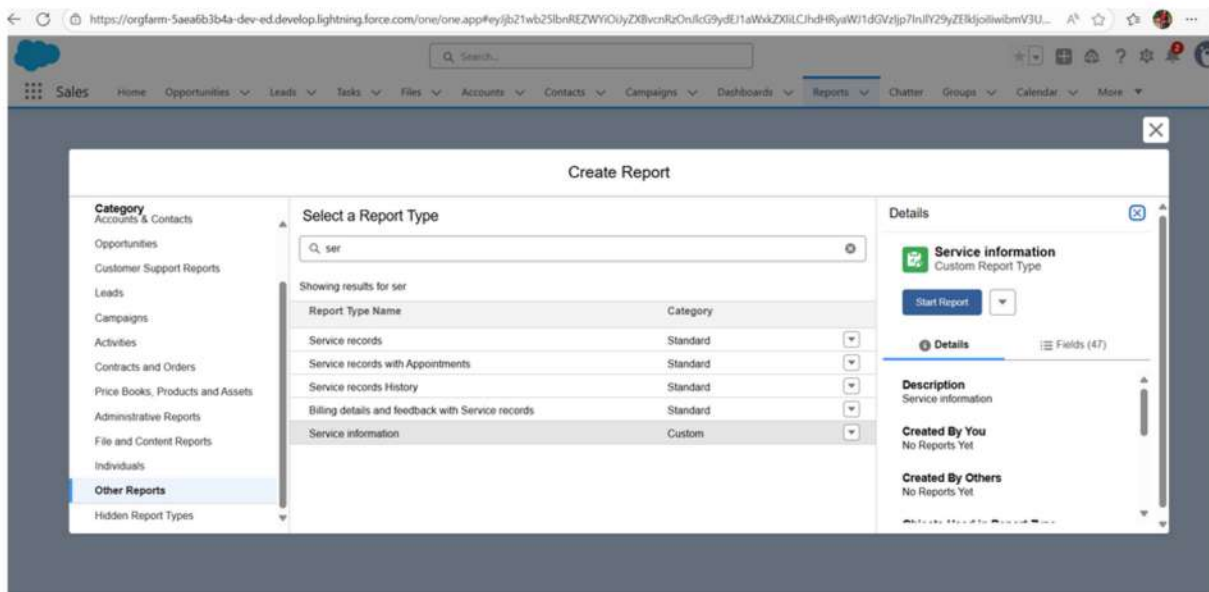 Search...
Sales Home Opportunities Leads Tasks Files Accounts Contacts Campaigns Dashboards Reports Chatter Groups Calendar More
Create Report
Category
Accounts & Contacts
Opportunities
Customer Support Reports
Leads
Campaigns
Activities
Contracts and Orders
Price Books, Products and Assets
Administrative Reports
File and Content Reports
Individuals
Other Reports
Hidden Report Types
Select a Report Type
ser
Showing results for ser
Report Type Name Category
Service records Standard
Service records with Appointments Standard
Service records History Standard
Billing details and feedback with Service records Standard
Service information Custom
Details
Service information
Custom Report Type
Start Report
Details Fields (47)
Description
Service information
Created By You
No Reports Yet
Created By Others
No Reports Yet